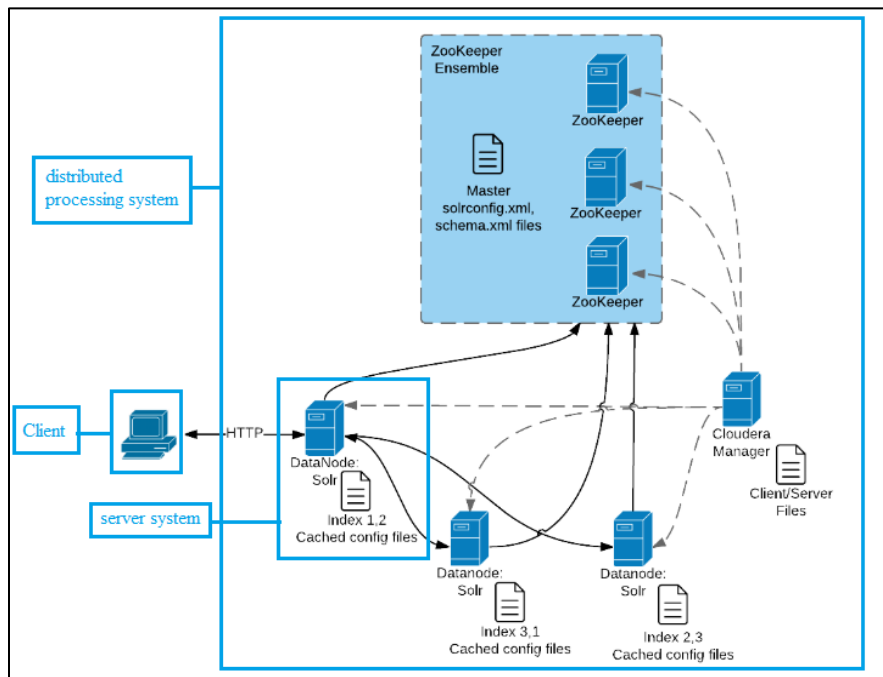 ZooKeeper
Ensemble
ZooKeeper
Master
solrconfig.xml,
schema.xml files
ZooKeeper
ZooKeeper
distributed
processing system
Client
HTTP
DataNode:
Solr
Index 1,2
Cached config files
server system
Cloudera
Manager
Client/Server
Files
Datanode:
Solr
Index 3,1
Cached config files
Datanode:
Solr
Index 2,3
Cached config files